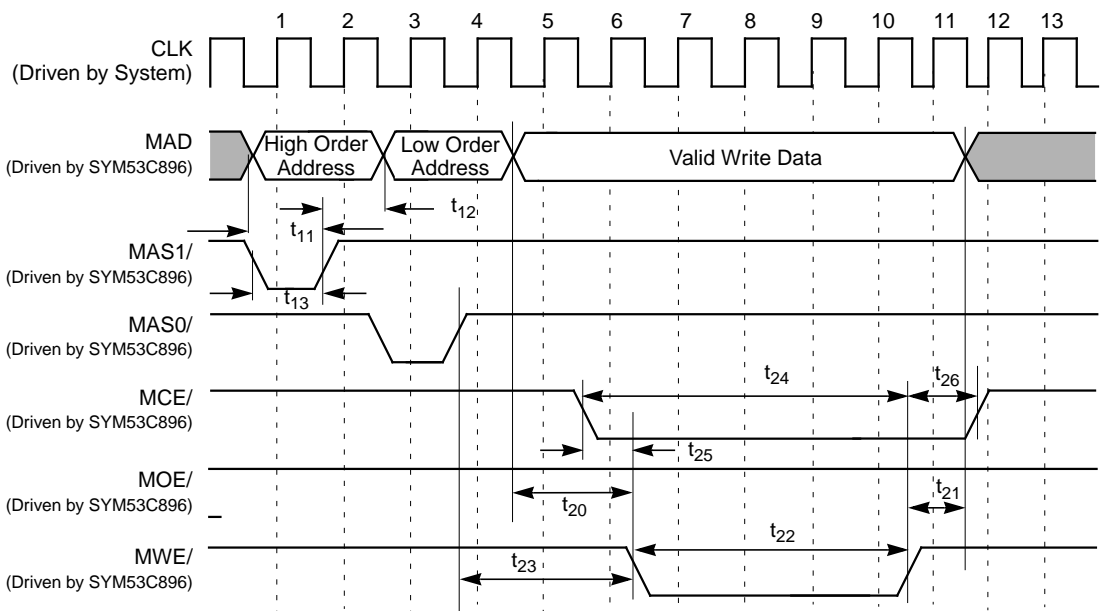 1 2 3 4 5 6 7 8 9 10 11 12 13
CLK
(Driven by System)
MAD
(Driven by SYM53C896)
High Order
Address
Low Order
Address
Valid Write Data
t12
t11
MAS1/
(Driven by SYM53C896)
t13
MAS0/
(Driven by SYM53C896)
t24
t26
MCE/
(Driven by SYM53C896)
t25
MOE/
(Driven by SYM53C896)
t20
t21
MWE/
(Driven by SYM53C896)
t23
t22